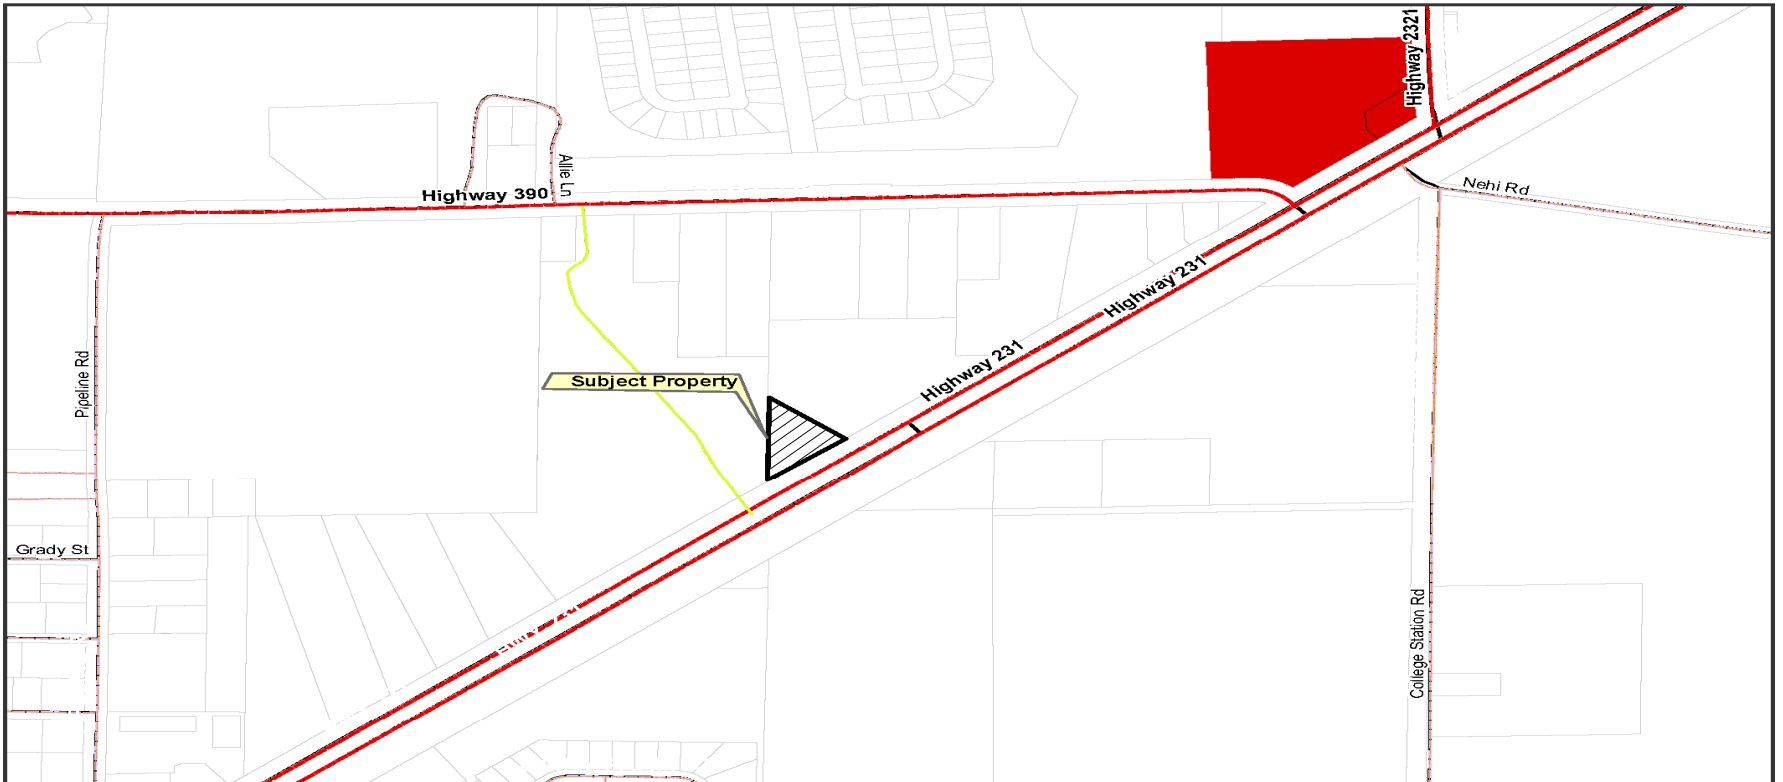 Highway 2321
Allie Ln
Highway 390
Nehi Rd
Highway 231
Highway 231
Pipeline Rd
Subject Property
Grady St
College Station Rd